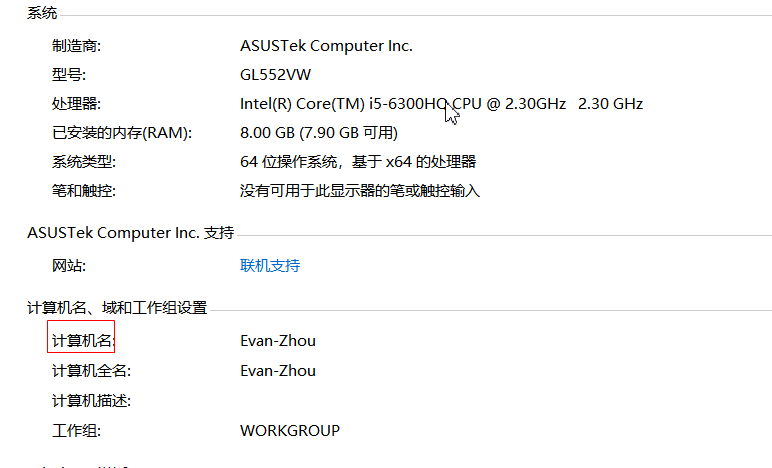 系统
制造商: ASUSTek Computer Inc.
型号: GL552VW
处理器: Intel(R) Core(TM) i5-6300HQ CPU @ 2.30GHz 2.30 GHz
已安装的内存(RAM): 8.00 GB (7.90 GB 可用)
系统类型: 64 位操作系统，基于 x64 的处理器
笔和触控: 没有可用于此显示器的笔或触控输入
ASUSTek Computer Inc. 支持
网站: 联机支持
计算机名、域和工作组设置
计算机名: Evan-Zhou
计算机全名: Evan-Zhou
计算机描述:
工作组: WORKGROUP